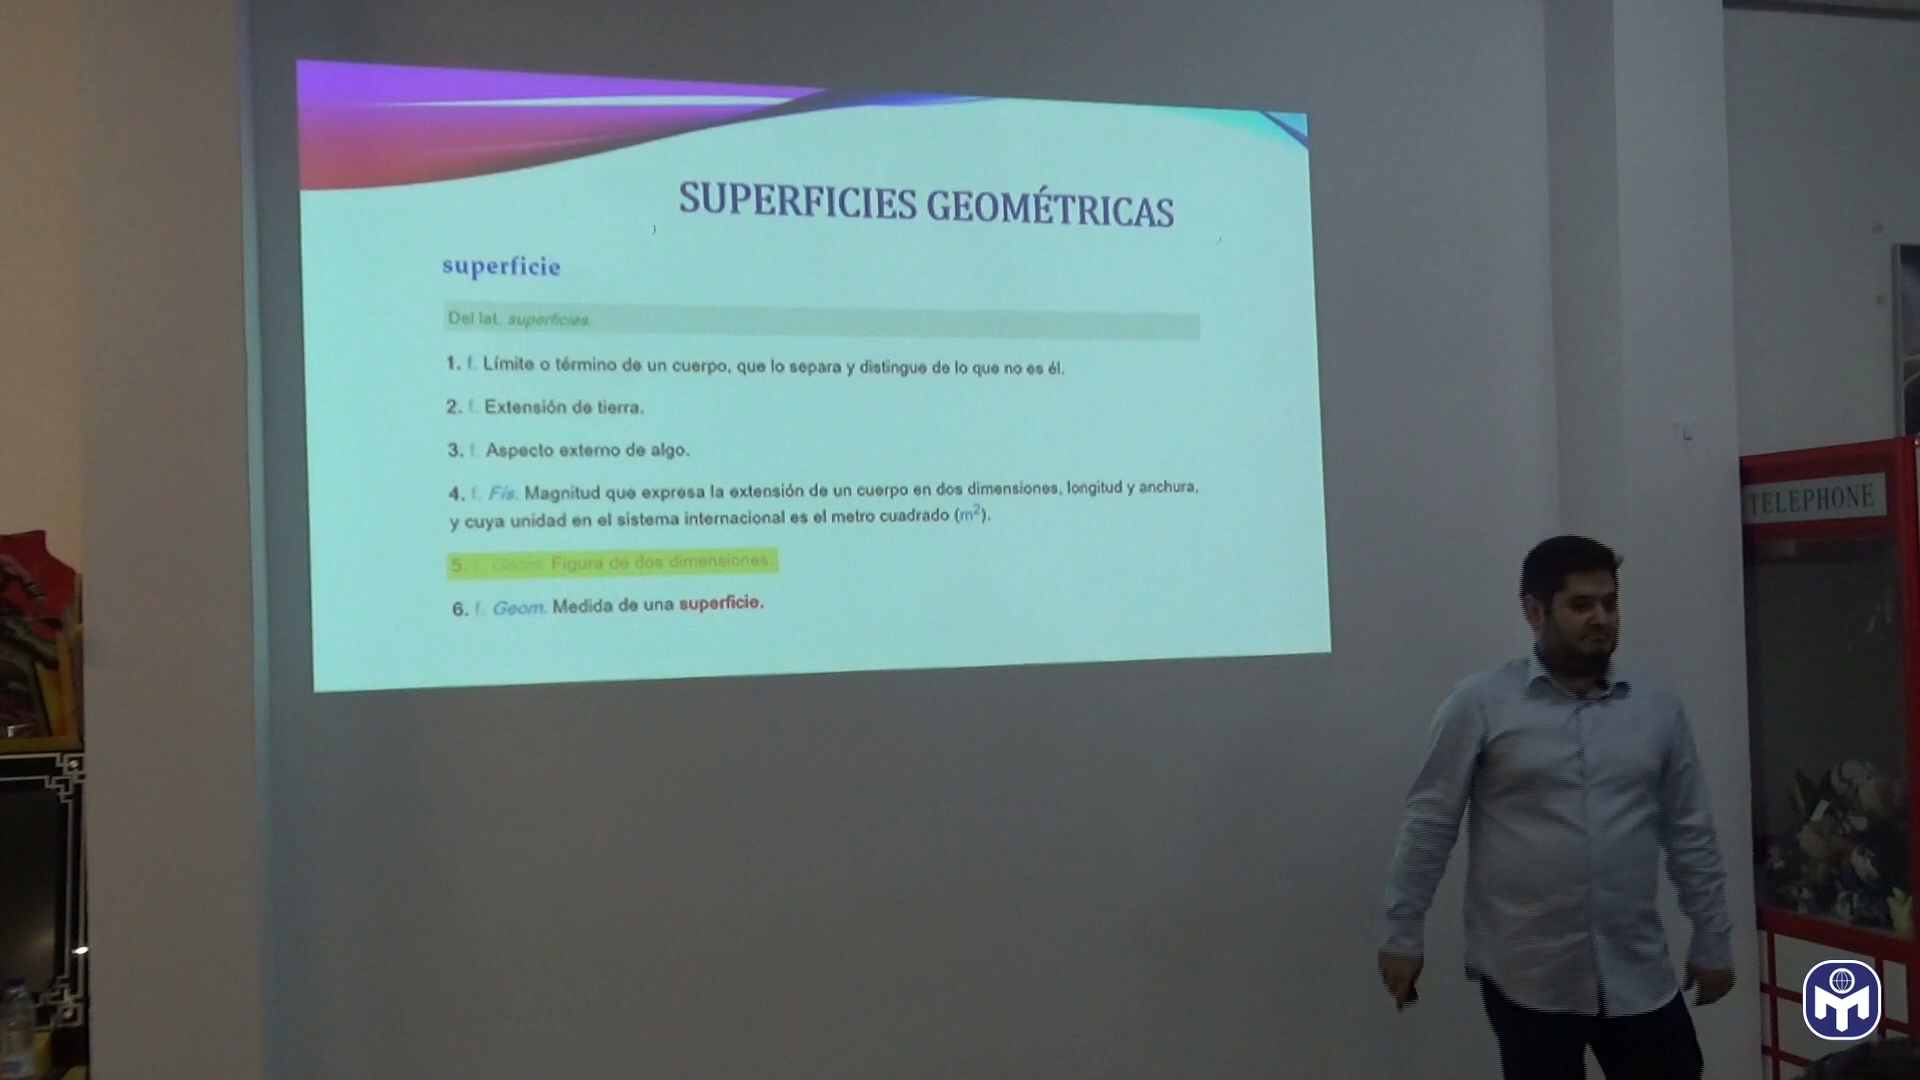 SUPERFICIES GEOMÉTRICAS
superficie
Del lat. superficies.
1. f. Límite o término de un cuerpo, que lo separa y distingue de lo que no es él.
2. f. Extensión de tierra.
3. f. Aspecto externo de algo.
4. f. Fís. Magnitud que expresa la extensión de un cuerpo en dos dimensiones, longitud y anchura,
y cuya unidad en el sistema internacional es el metro cuadrado (m²).
5. f. Geom. Figura de dos dimensiones.
6. f. Geom. Medida de una superficie.
TELEPHONE